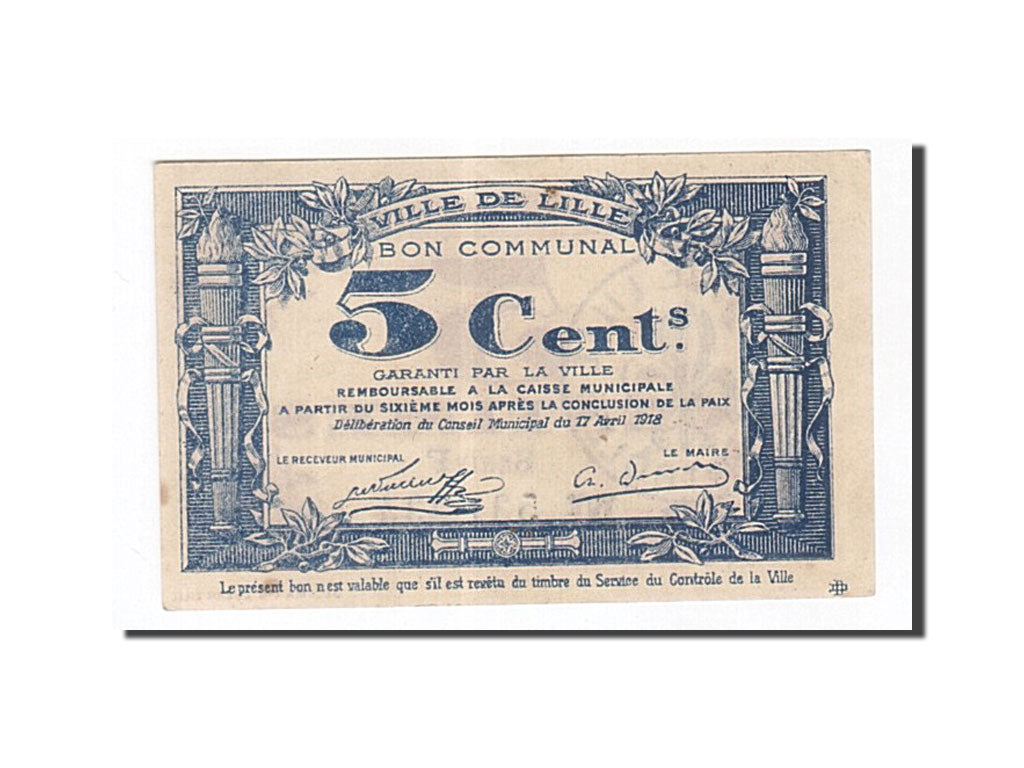 VILLE DE LILLE
BON COMMUNAL
5 Cents.
GARANTI PAR LA VILLE
REMBOURSABLE A LA CAISSE MUNICIPALE
A PARTIR DU SIXIÈME MOIS APRÈS LA CONCLUSION DE LA PAIX
Délibération du Conseil Municipal du 17 Avril 1918
LE RECEVEUR MUNICIPAL
LE MAIRE
Le présent bon n'est valable que s'il est revêtu du timbre du Service du Contrôle de la Ville